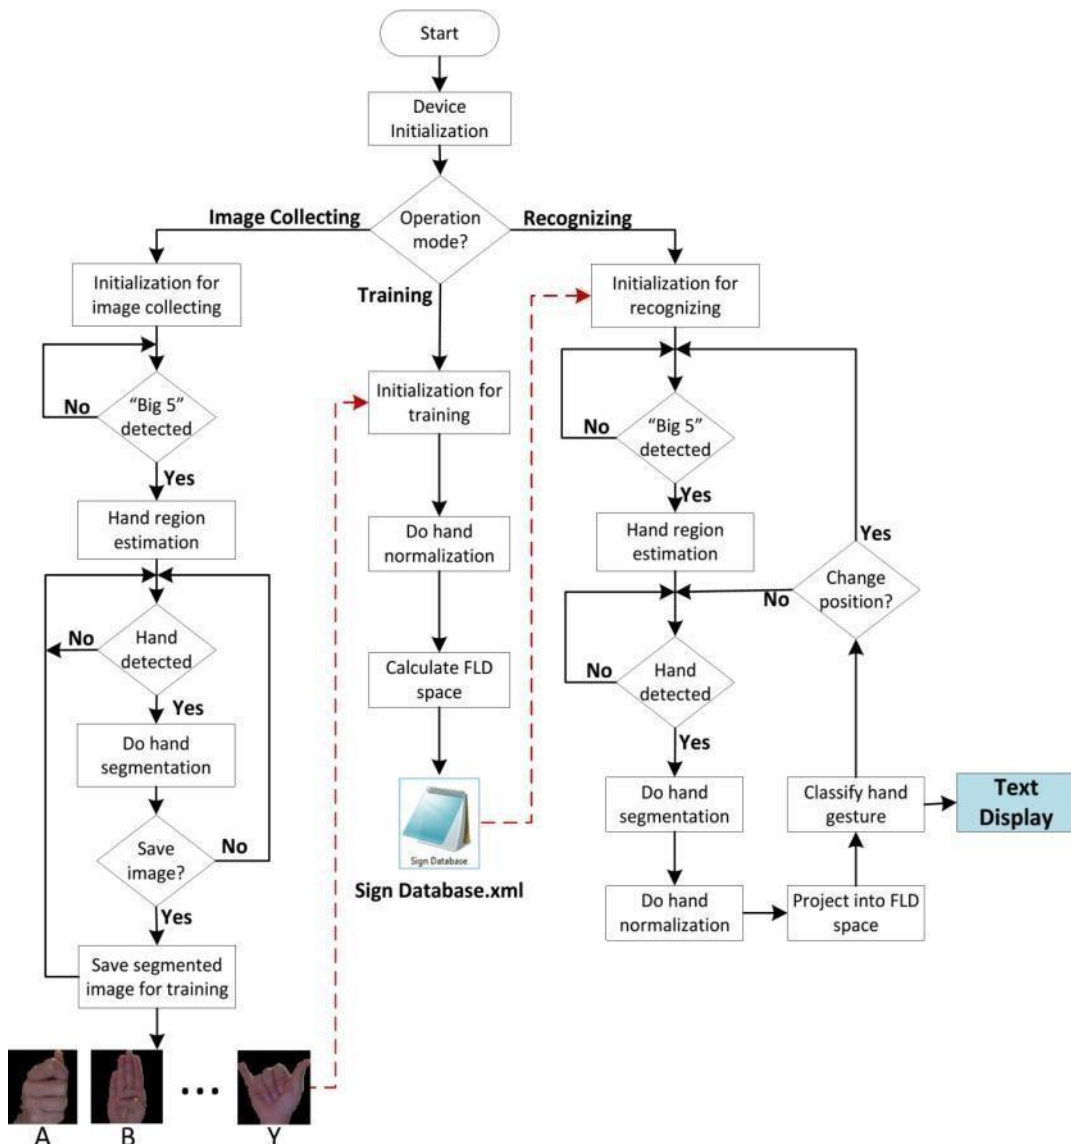 Start
Device
Initialization
Operation
mode?
Image Collecting
Recognizing
Training
Initialization for
image collecting
No
“Big 5”
detected
Yes
Hand region
estimation
No
Hand
detected
Yes
Do hand
segmentation
Save
image?
No
Yes
Save segmented
image for training
A
B
...
Y
Initialization for
training
Do hand
normalization
Calculate FLD
space
Sign Database
Sign Database.xml
Initialization for
recognizing
No
“Big 5”
detected
Yes
Hand region
estimation
No
Hand
detected
Yes
Do hand
segmentation
Do hand
normalization
Project into FLD
space
Classify hand
gesture
Text
Display
Change
position?
No
Yes